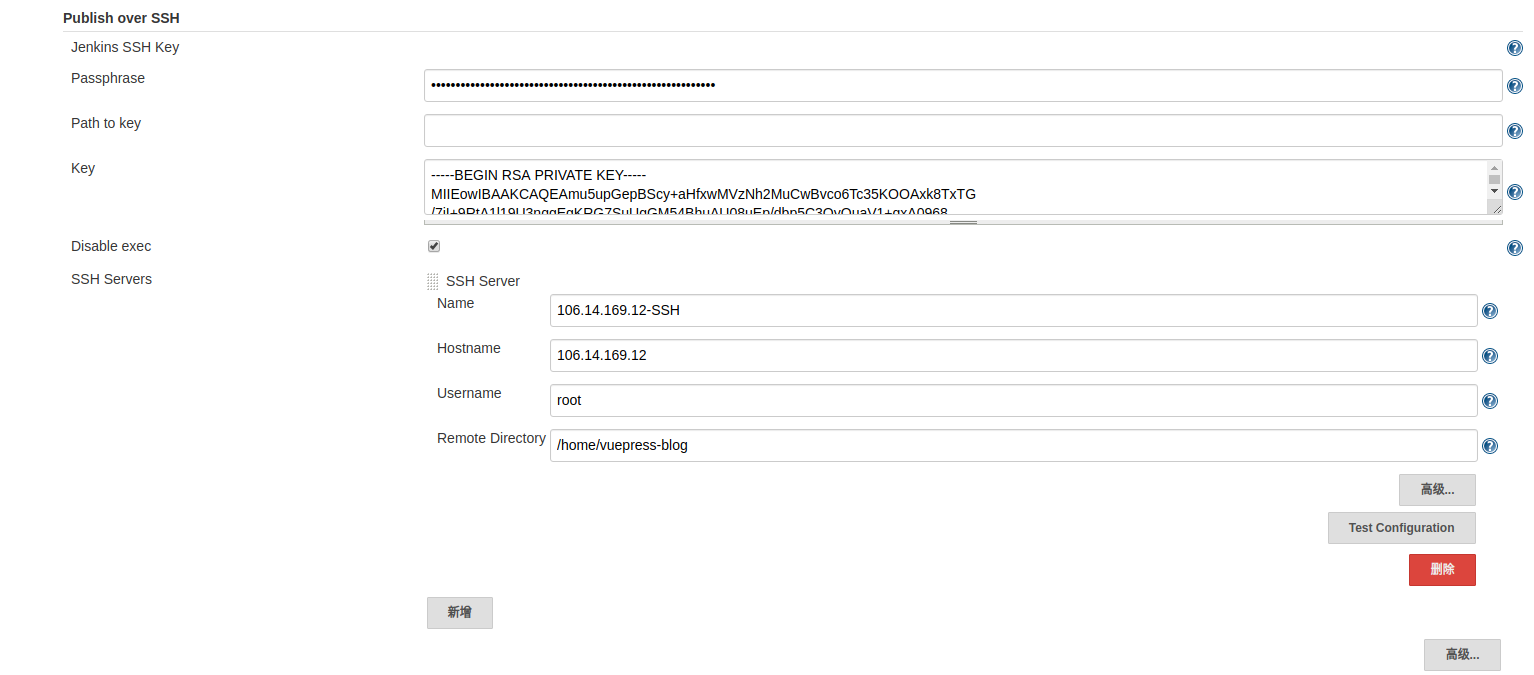 Publish over SSH
Jenkins SSH Key
Passphrase
••••••••••••••••••••••••••••••••••••••••••••••••••••••••••
Path to key
Key
-----BEGIN RSA PRIVATE KEY-----
MIIEowIBAAKCAQEAmu5upGepBScy+aHfxwMVzNh2MuCwBvco6Tc35KOOAxk8TxTG
Disable exec
SSH Servers
SSH Server
Name
106.14.169.12-SSH
Hostname
106.14.169.12
Username
root
Remote Directory
/home/vuepress-blog
高级...
Test Configuration
删除
新增
高级...